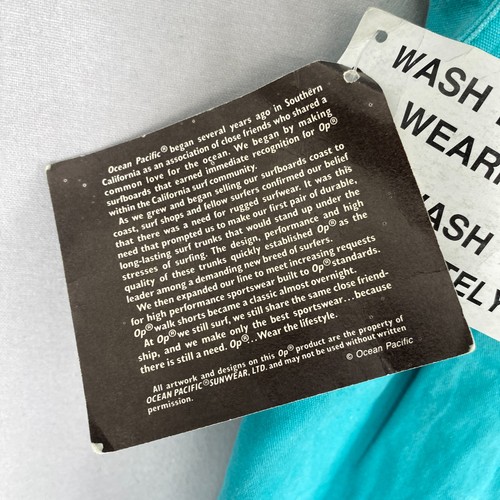 Ocean Pacific® began several years ago in Southern
California as an association of close friends who shared a
common love for the ocean. We began by making
surfboards that earned immediate recognition for Op®
within the California surf community.
As we grew and began selling our surfboards coast to
coast, surf shops and fellow surfers confirmed our belief
that there was a need for rugged surfwear. It was this
need that prompted us to make our first pair of durable,
long-lasting surf trunks that would stand up under the
stresses of surfing. The design, performance and high
quality of these trunks quickly established Op® as the
leader among a demanding new breed of surfers.
We then expanded our line to meet increasing requests
for high performance sportswear built to Op® standards.
Op® walk shorts became a classic almost overnight.
At Op® we still surf, we still share the same close friend-
ship, and we make only the best sportswear...because
there is still a need. Op®..Wear the lifestyle.
All artwork and designs on this Op® product are the property of
OCEAN PACIFIC® SUNWEAR, LTD. and may not be used without written
permission.
© Ocean Pacific
WASH
WEARI
WASH
TELY